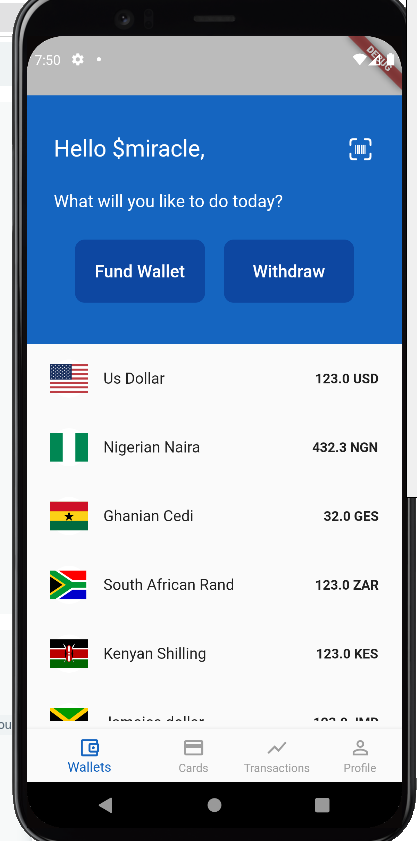 7:50
DEBUG
Hello $miracle,
What will you like to do today?
Fund Wallet Withdraw
Us Dollar 123.0 USD
Nigerian Naira 432.3 NGN
Ghanian Cedi 32.0 GES
South African Rand 123.0 ZAR
Kenyan Shilling 123.0 KES
Jamaica dollar 123.0 JMD
Wallets Cards Transactions Profile